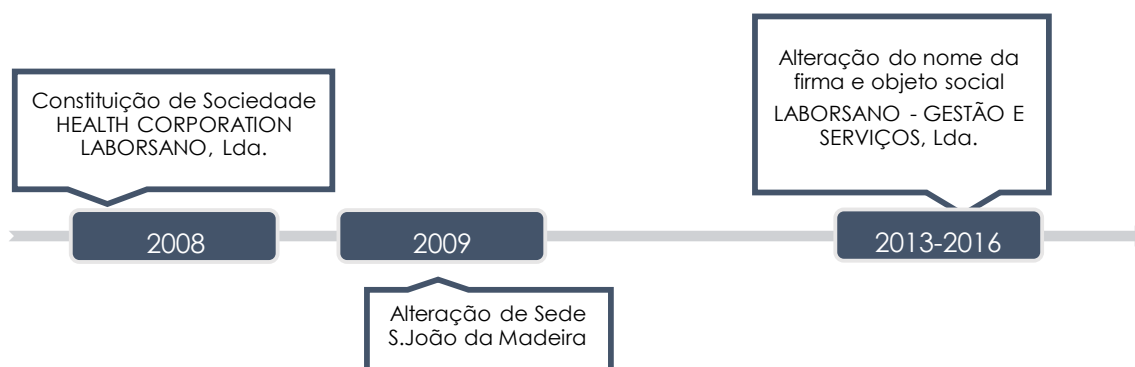 Constituição de Sociedade
HEALTH CORPORATION
LABORSANO, Lda.
2008
2009
Alteração de Sede
S.João da Madeira
Alteração do nome da
firma e objeto social
LABORSANO - GESTÃO E
SERVIÇOS, Lda.
2013-2016